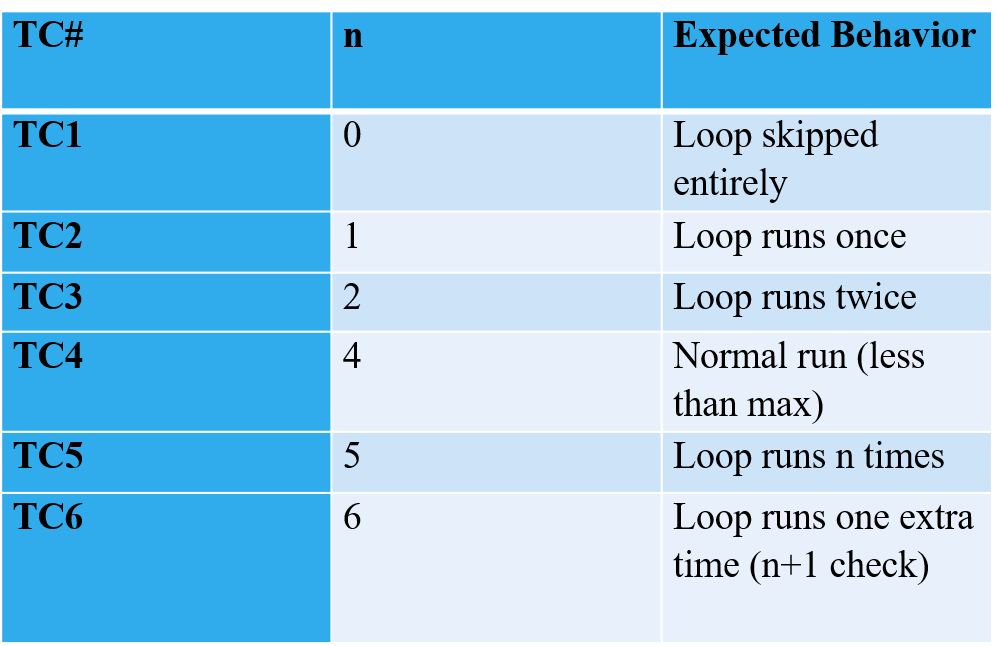 TC# n Expected Behavior
TC1 0 Loop skipped
entirely
TC2 1 Loop runs once
TC3 2 Loop runs twice
TC4 4 Normal run (less
than max)
TC5 5 Loop runs n times
TC6 6 Loop runs one extra
time (n+1 check)